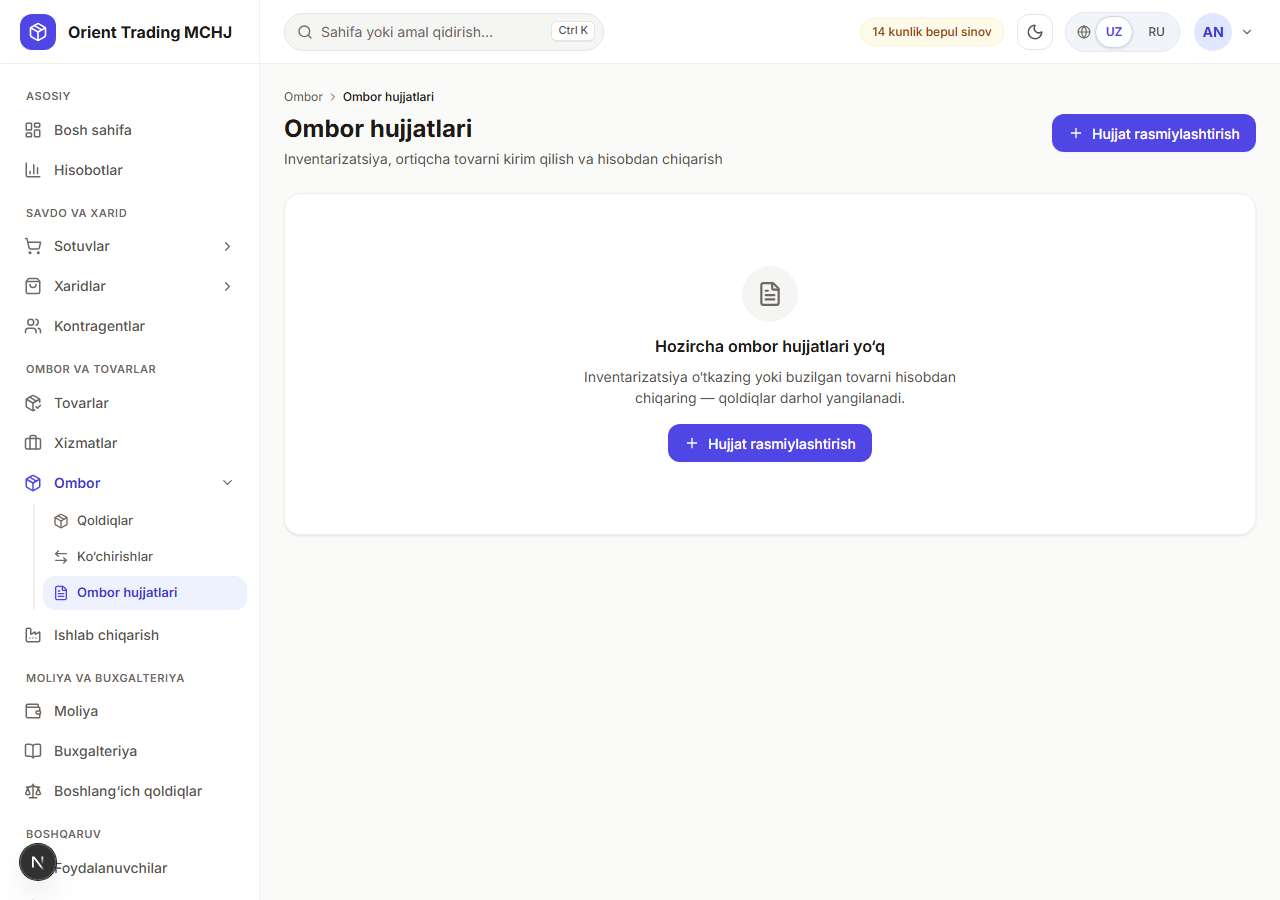 Orient Trading MCHJ
Sahifa yoki amal qidirish...
Ctrl K
14 kunlik bepul sinov
UZ
RU
AN
ASOSIY
Bosh sahifa
Hisobotlar
SAVDO VA XARID
Sotuvlar
Xaridlar
Kontragentlar
OMBOR VA TOVARLAR
Tovarlar
Xizmatlar
Ombor
Qoldiqlar
Ko‘chirishlar
Ombor hujjatlari
Ishlab chiqarish
MOLIYA VA BUXGALTERIYA
Moliya
Buxgalteriya
Boshlang‘ich qoldiqlar
BOSHQARUV
N
Foydalanuvchilar
Ombor > Ombor hujjatlari
Ombor hujjatlari
Inventarizatsiya, ortiqcha tovarni kirim qilish va hisobdan chiqarish
+ Hujjat rasmiylashtirish
Hozircha ombor hujjatlari yo‘q
Inventarizatsiya o‘tkazing yoki buzilgan tovarni hisobdan
chiqaring — qoldiqlar darhol yangilanadi.
+ Hujjat rasmiylashtirish